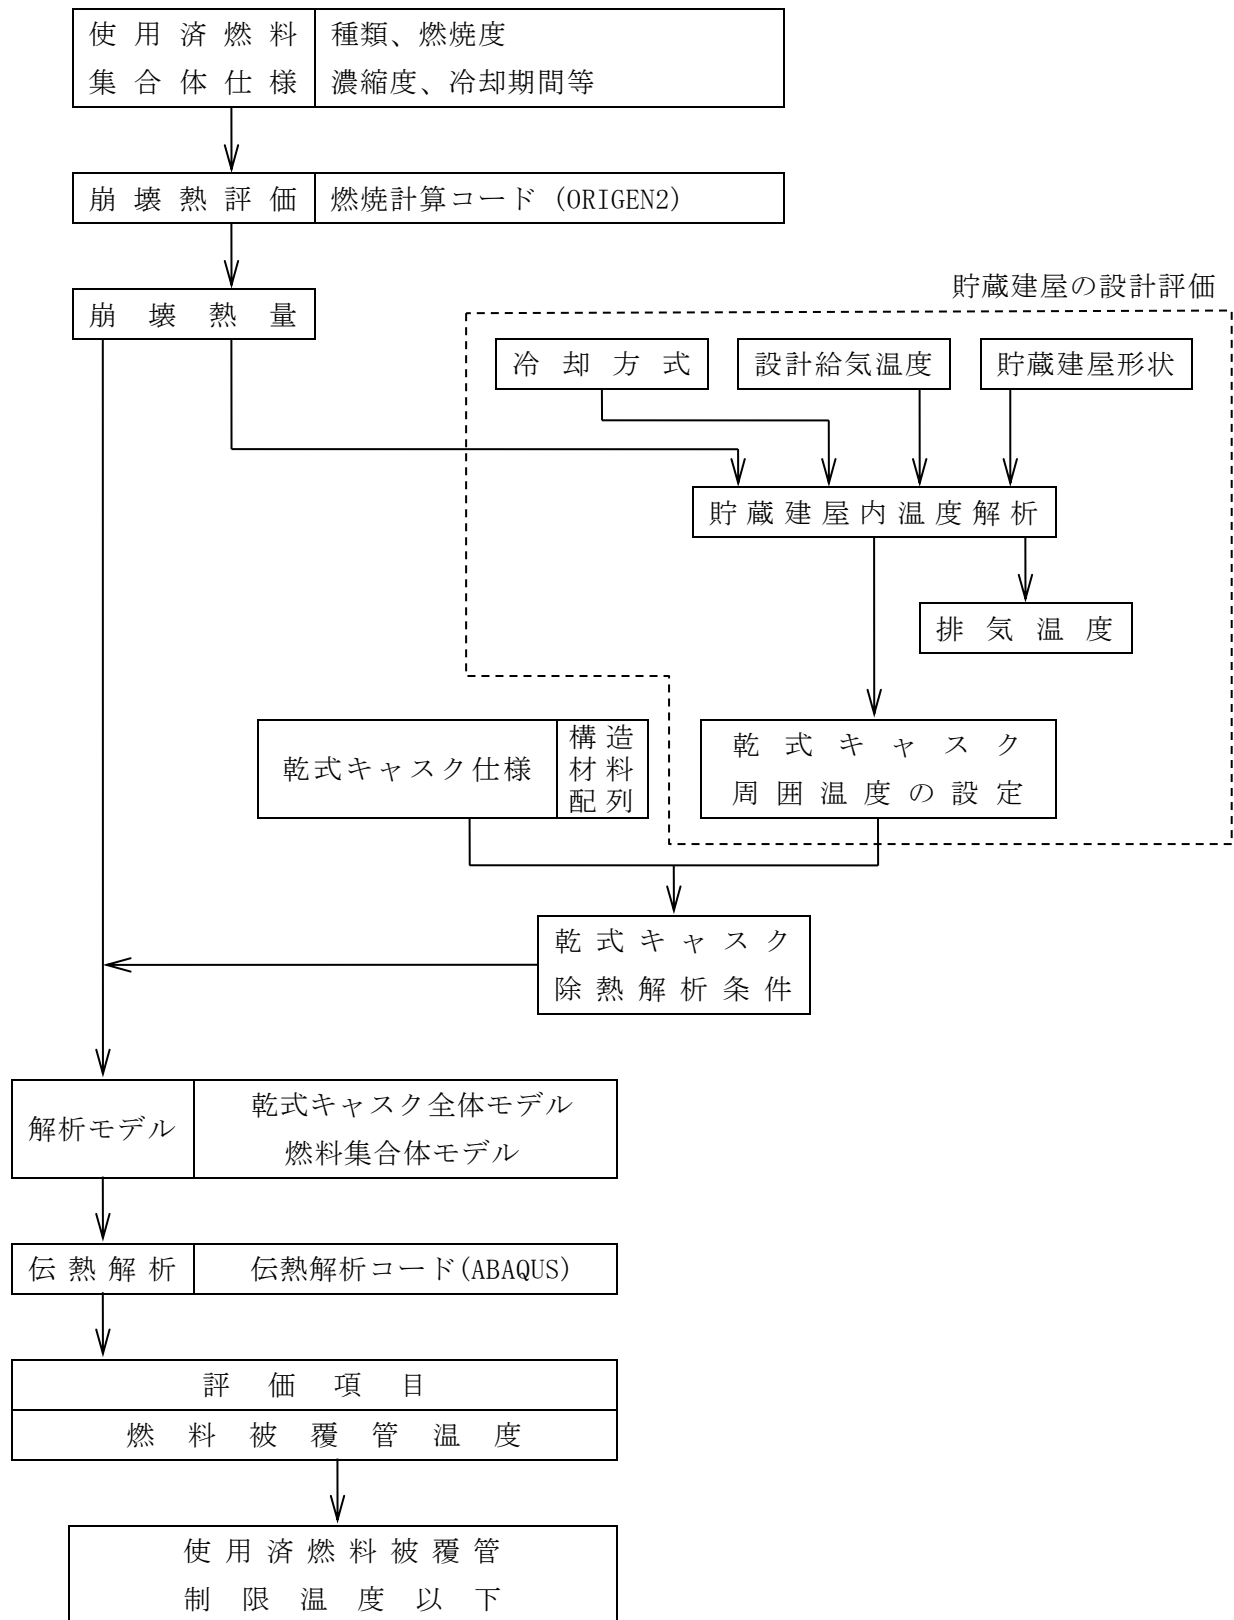 使用済燃料
集合体仕様
種類、燃焼度
濃縮度、冷却期間等
崩壊熱評価
燃焼計算コード (ORIGEN2)
崩壊熱量
貯蔵建屋の設計評価
冷却方式
設計給気温度
貯蔵建屋形状
貯蔵建屋内温度解析
排気温度
乾式キャスク仕様
構造
材料
配列
乾式キャスク
周囲温度の設定
乾式キャスク
除熱解析条件
解析モデル
乾式キャスク全体モデル
燃料集合体モデル
伝熱解析
伝熱解析コード(ABAQUS)
評価項目
燃料被覆管温度
使用済燃料被覆管
制限温度以下